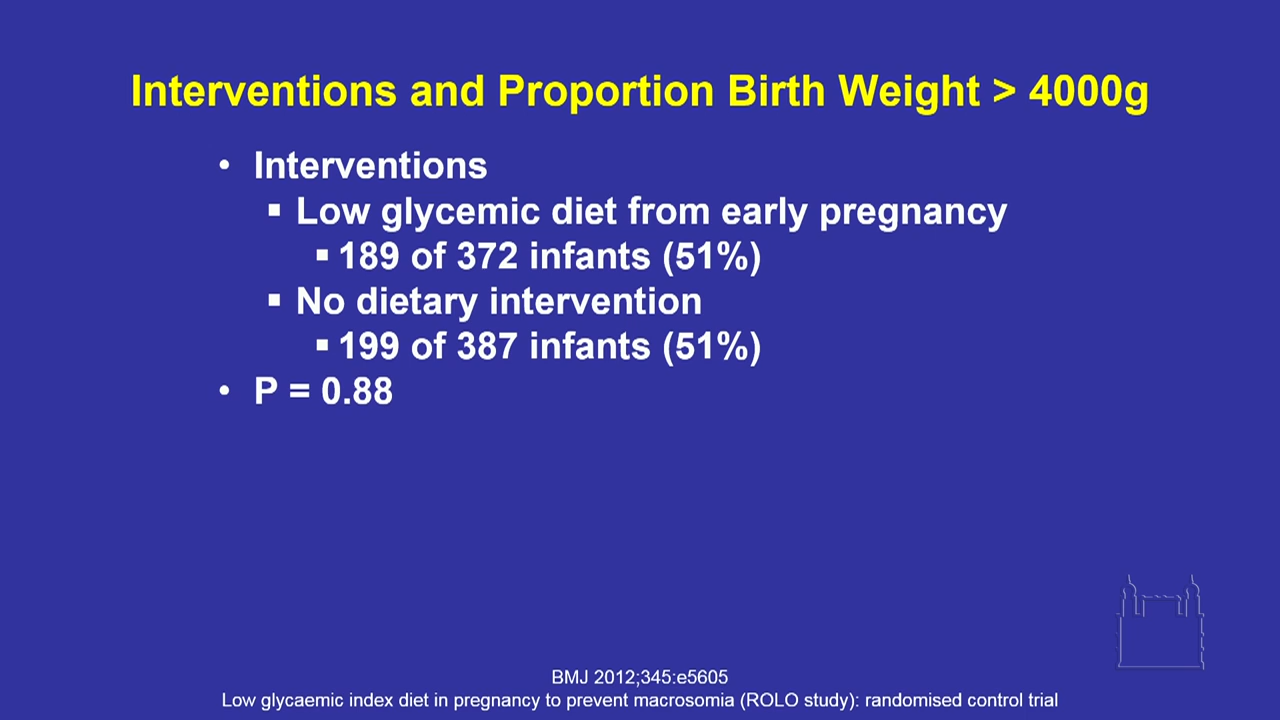 Interventions and Proportion Birth Weight > 4000g
• Interventions
▪ Low glycemic diet from early pregnancy
▪ 189 of 372 infants (51%)
▪ No dietary intervention
▪ 199 of 387 infants (51%)
• P = 0.88
BMJ 2012;345:e5605
Low glycaemic index diet in pregnancy to prevent macrosomia (ROLO study): randomised control trial